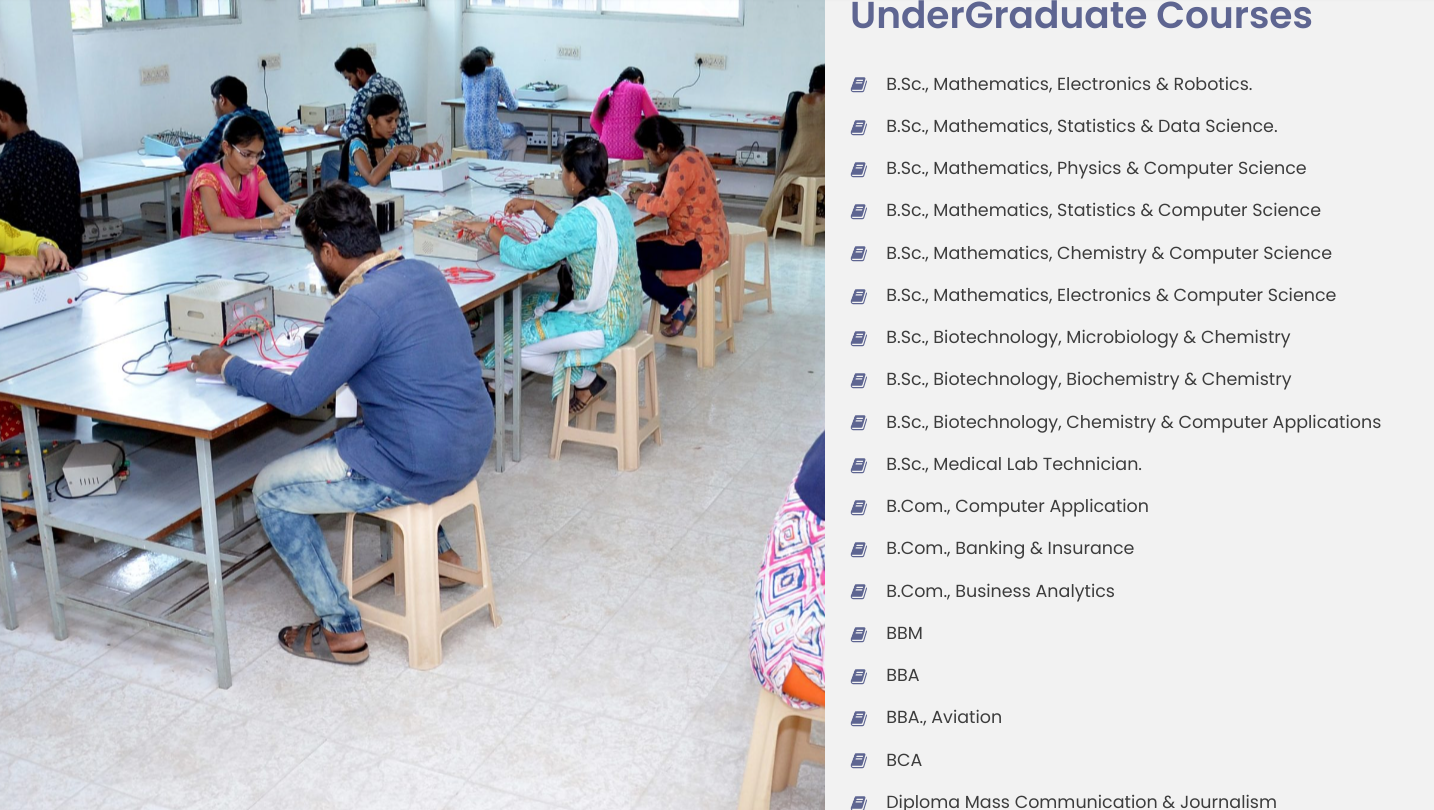 UnderGraduate Courses
B.Sc., Mathematics, Electronics & Robotics.
B.Sc., Mathematics, Statistics & Data Science.
B.Sc., Mathematics, Physics & Computer Science
B.Sc., Mathematics, Statistics & Computer Science
B.Sc., Mathematics, Chemistry & Computer Science
B.Sc., Mathematics, Electronics & Computer Science
B.Sc., Biotechnology, Microbiology & Chemistry
B.Sc., Biotechnology, Biochemistry & Chemistry
B.Sc., Biotechnology, Chemistry & Computer Applications
B.Sc., Medical Lab Technician.
B.Com., Computer Application
B.Com., Banking & Insurance
B.Com., Business Analytics
BBM
BBA
BBA., Aviation
BCA
Diploma Mass Communication & Journalism